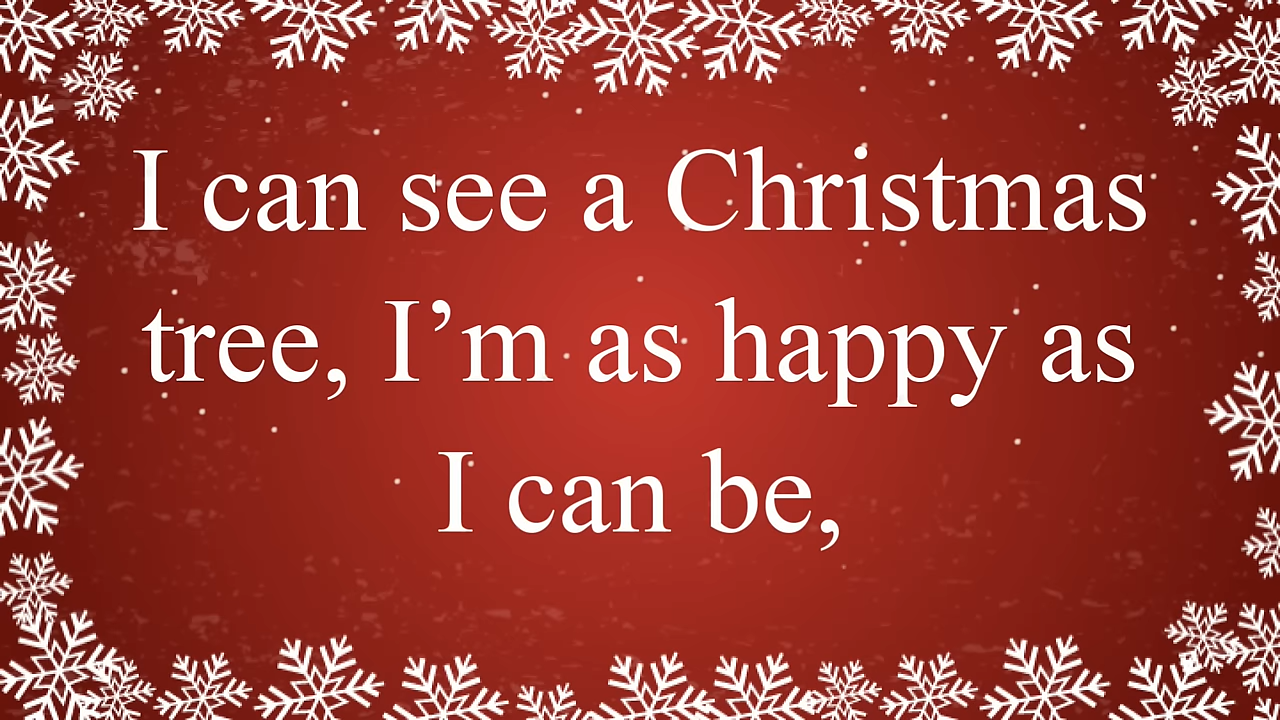 I can see a Christmas
tree, I’m as happy as
I can be,